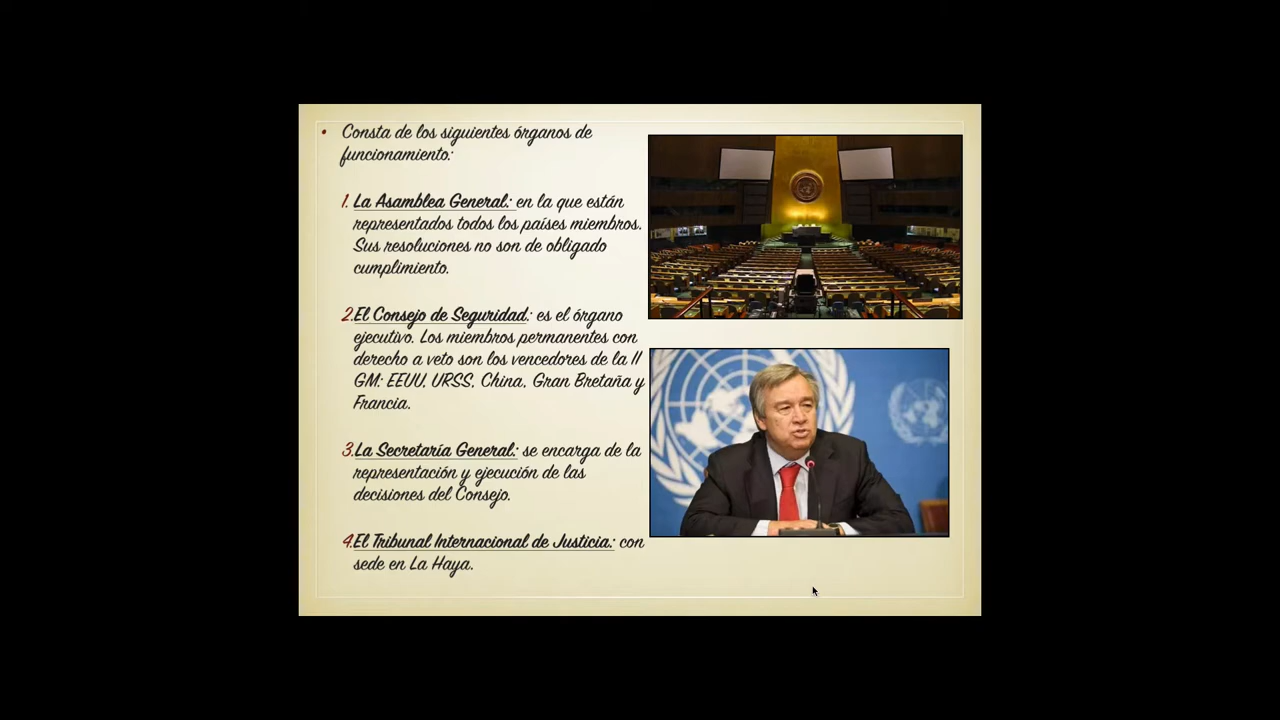 • Consta de los siguientes órganos de
funcionamiento:
1. La Asamblea General: en la que están
representados todos los países miembros.
Sus resoluciones no son de obligado
cumplimiento.
2. El Consejo de Seguridad: es el órgano
ejecutivo. Los miembros permanentes con
derecho a veto son los vencedores de la II
GM: EEUU, URSS, China, Gran Bretaña y
Francia.
3. La Secretaría General: se encarga de la
representación y ejecución de las
decisiones del Consejo.
4. El Tribunal Internacional de Justicia: con
sede en La Haya.